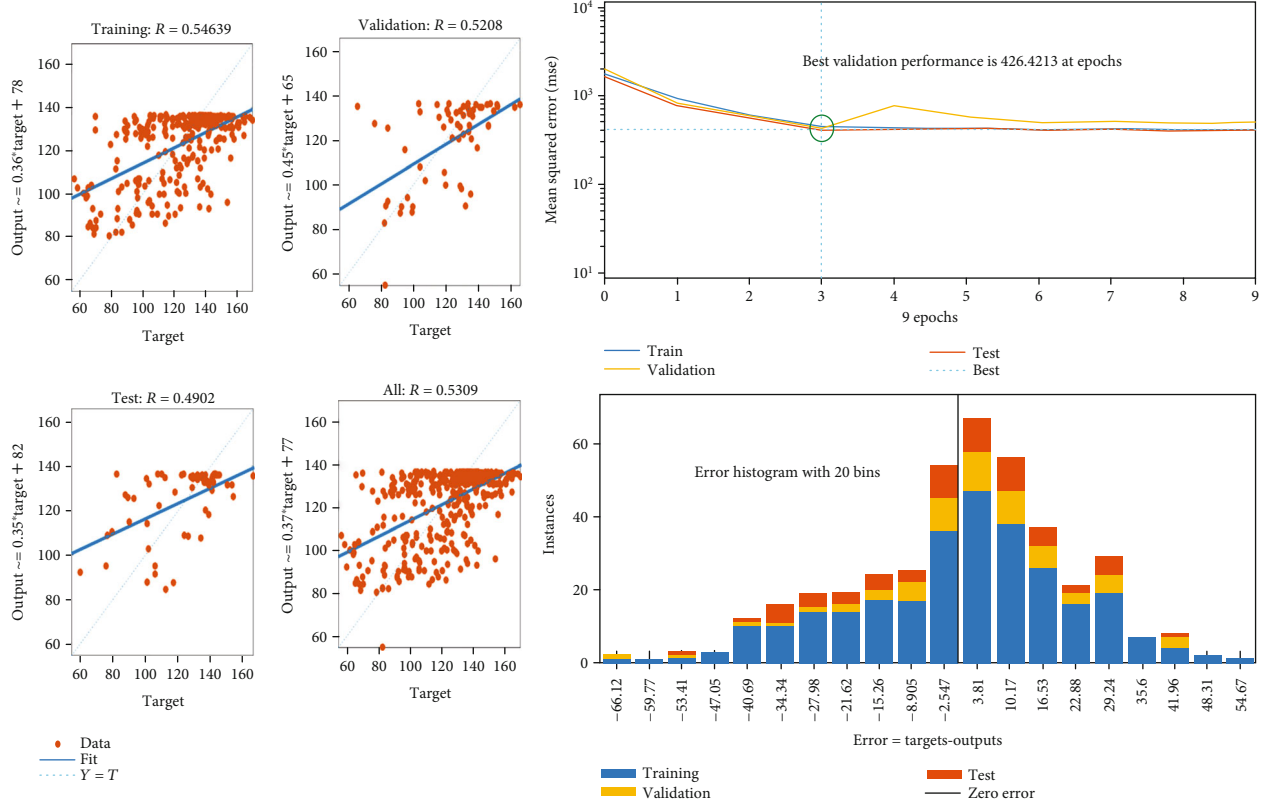 Training: R = 0.54639
Output ~= 0.36*target + 78
160
140
120
100
80
60
60 80 100 120 140 160
Target
Validation: R = 0.5208
Output ~= 0.45*target + 65
160
140
120
100
80
60
60 80 100 120 140 160
Target
Test: R = 0.4902
Output ~= 0.35*target + 82
160
140
120
100
80
60
60 80 100 120 140 160
Target
All: R = 0.5309
Output ~= 0.37*target + 77
160
140
120
100
80
60
60 80 100 120 140 160
Target
Data
Fit
Y = T
Mean squared error (mse)
10⁴
10³
10²
10¹
Best validation performance is 426.4213 at epochs
0 1 2 3 4 5 6 7 8 9
9 epochs
Train
Validation
Test
Best
Instances
60
40
20
0
Error histogram with 20 bins
−66.12 −59.77 −53.41 −47.05 −40.69 −34.34 −27.98 −21.62 −15.26 −8.905 −2.547 3.81 10.17 16.53 22.88 29.24 35.6 41.96 48.31 54.67
Error = targets-outputs
Training
Validation
Test
Zero error